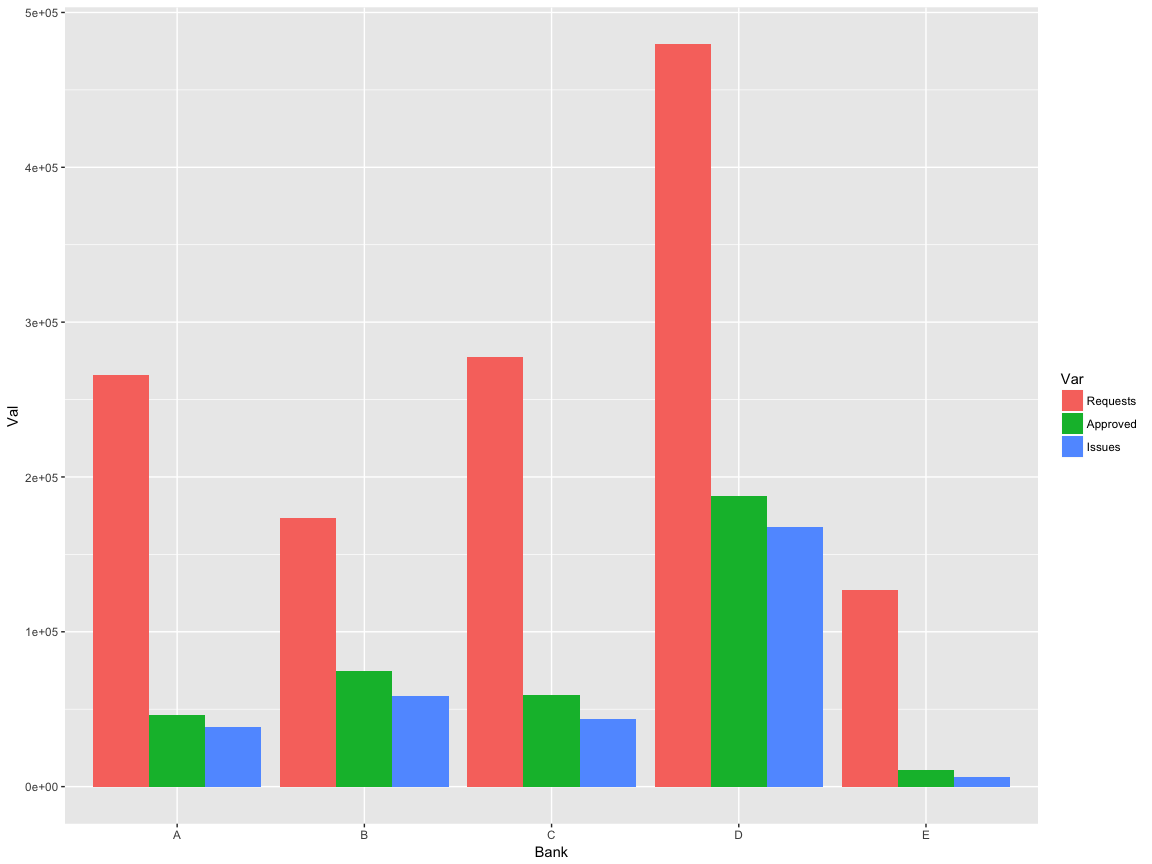 5e+05
4e+05
3e+05
2e+05
1e+05
0e+00
Val
A B C D E
Bank
Var
Requests
Approved
Issues